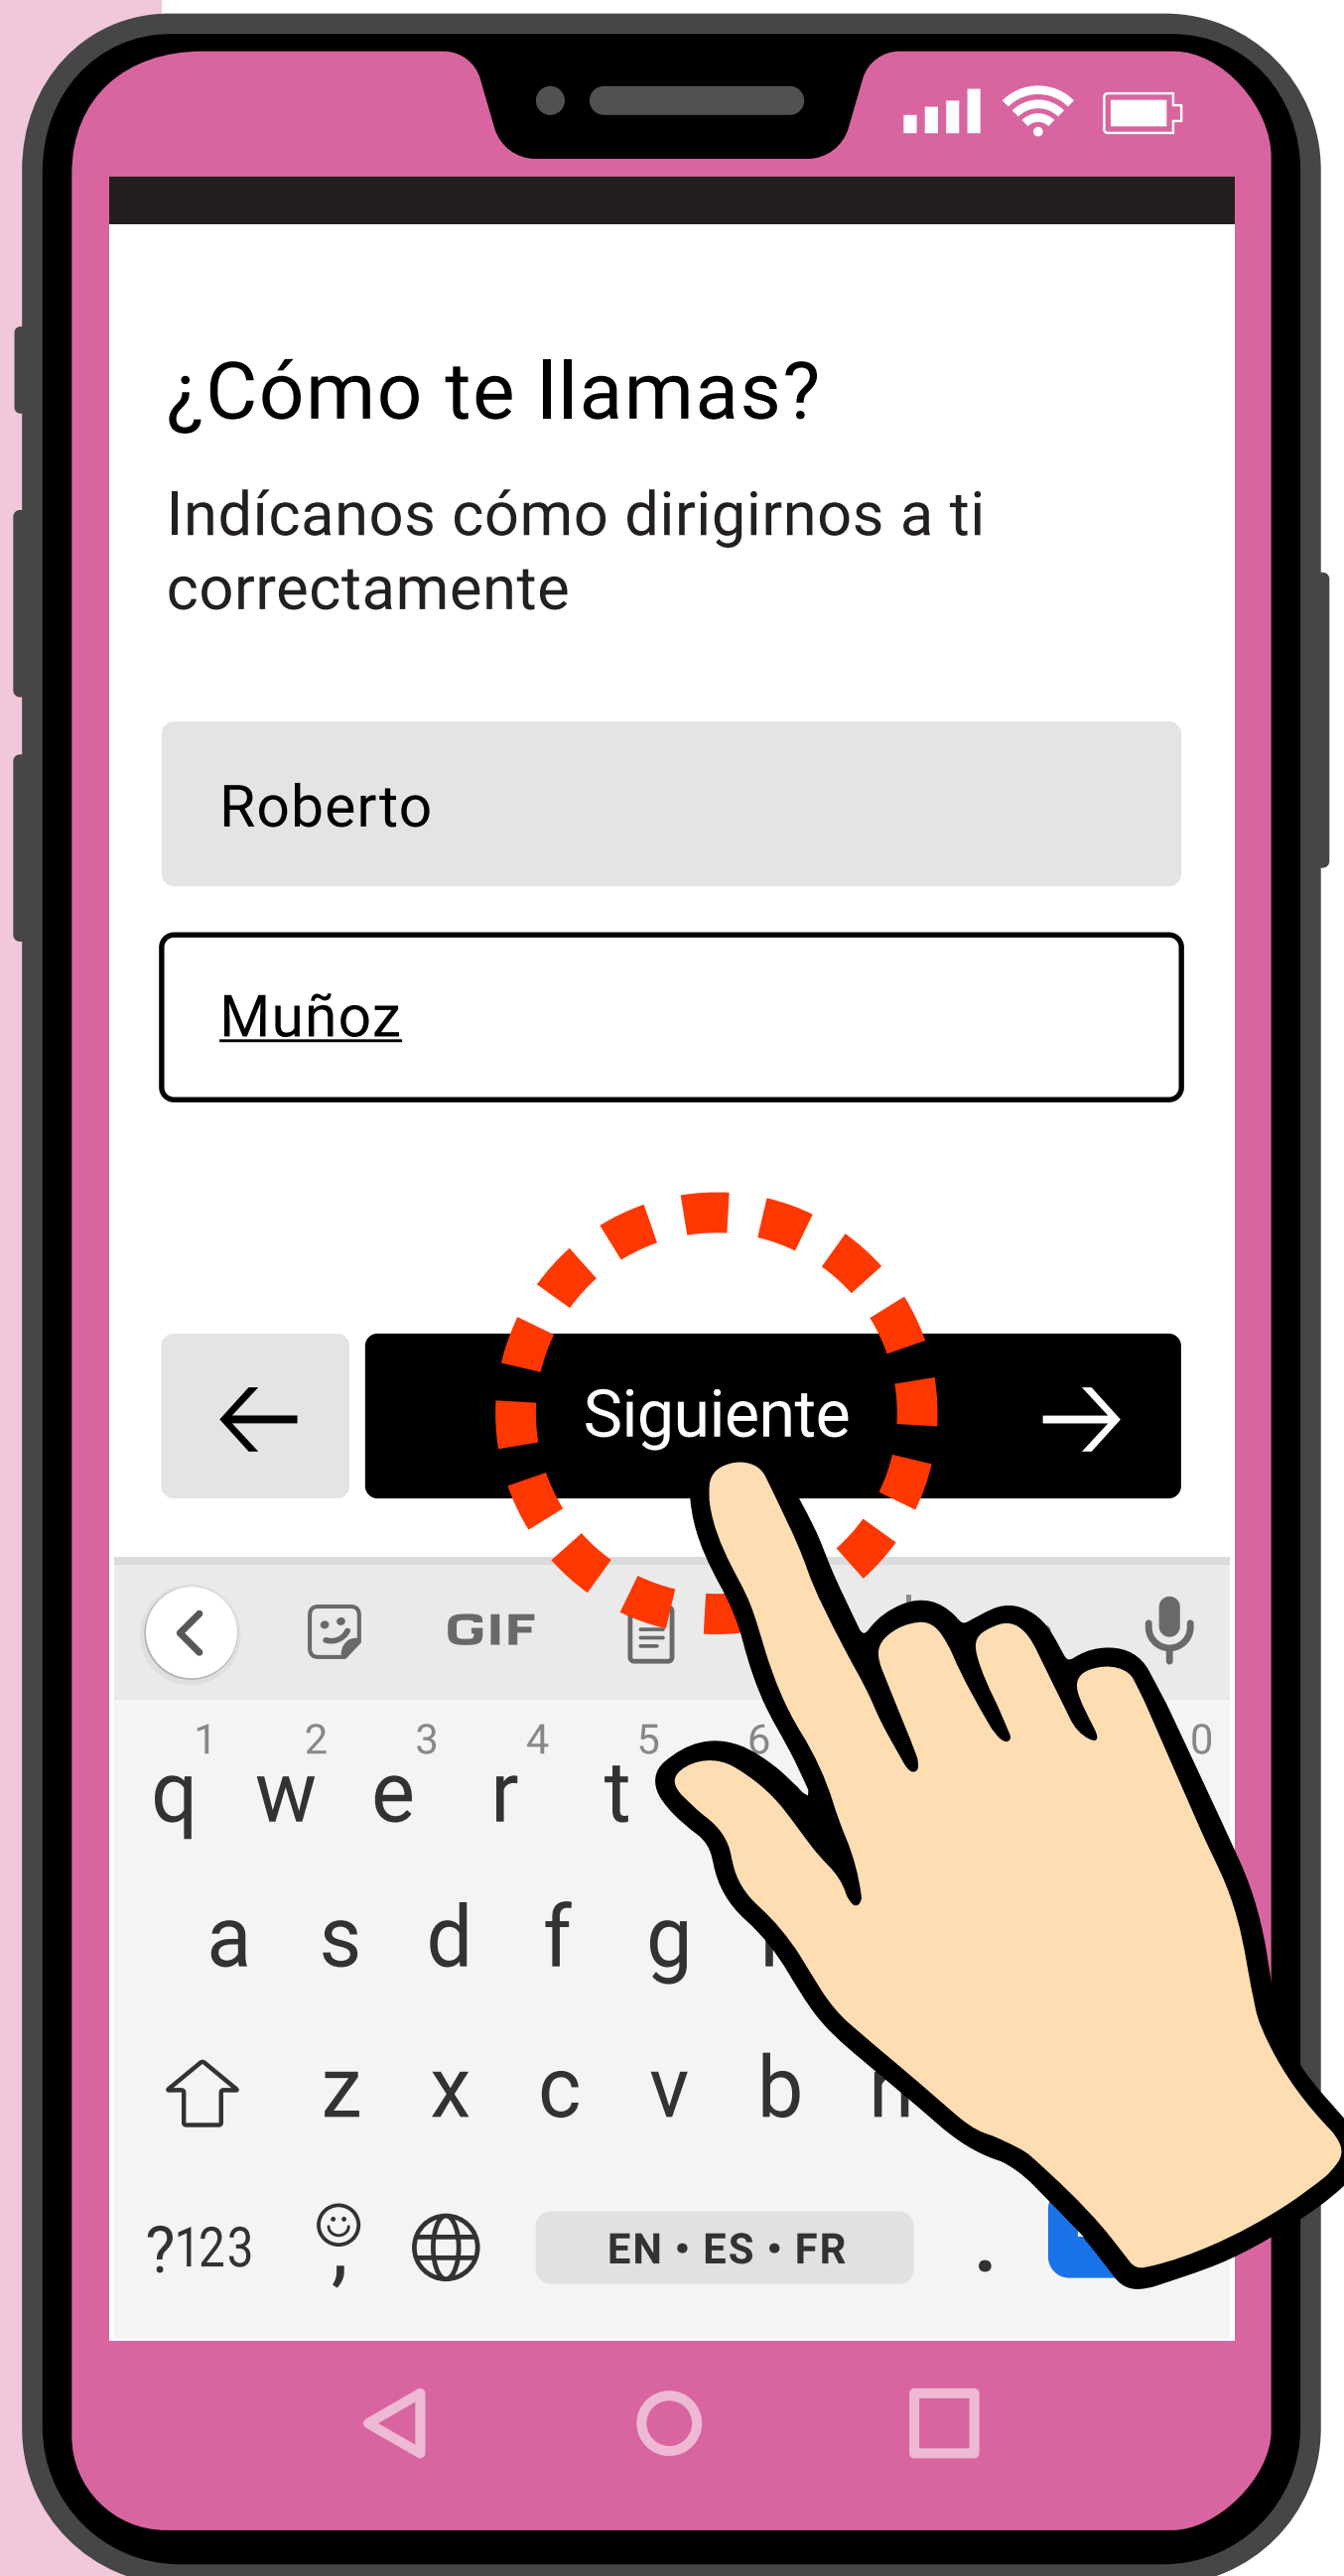 ¿Cómo te llamas?
Indícanos cómo dirigirnos a ti
correctamente
Roberto
Muñoz
Siguiente
GIF
1 2 3 4 5 6 0
q w e r t
a s d f g
z x c v b n
?123 , EN • ES • FR .